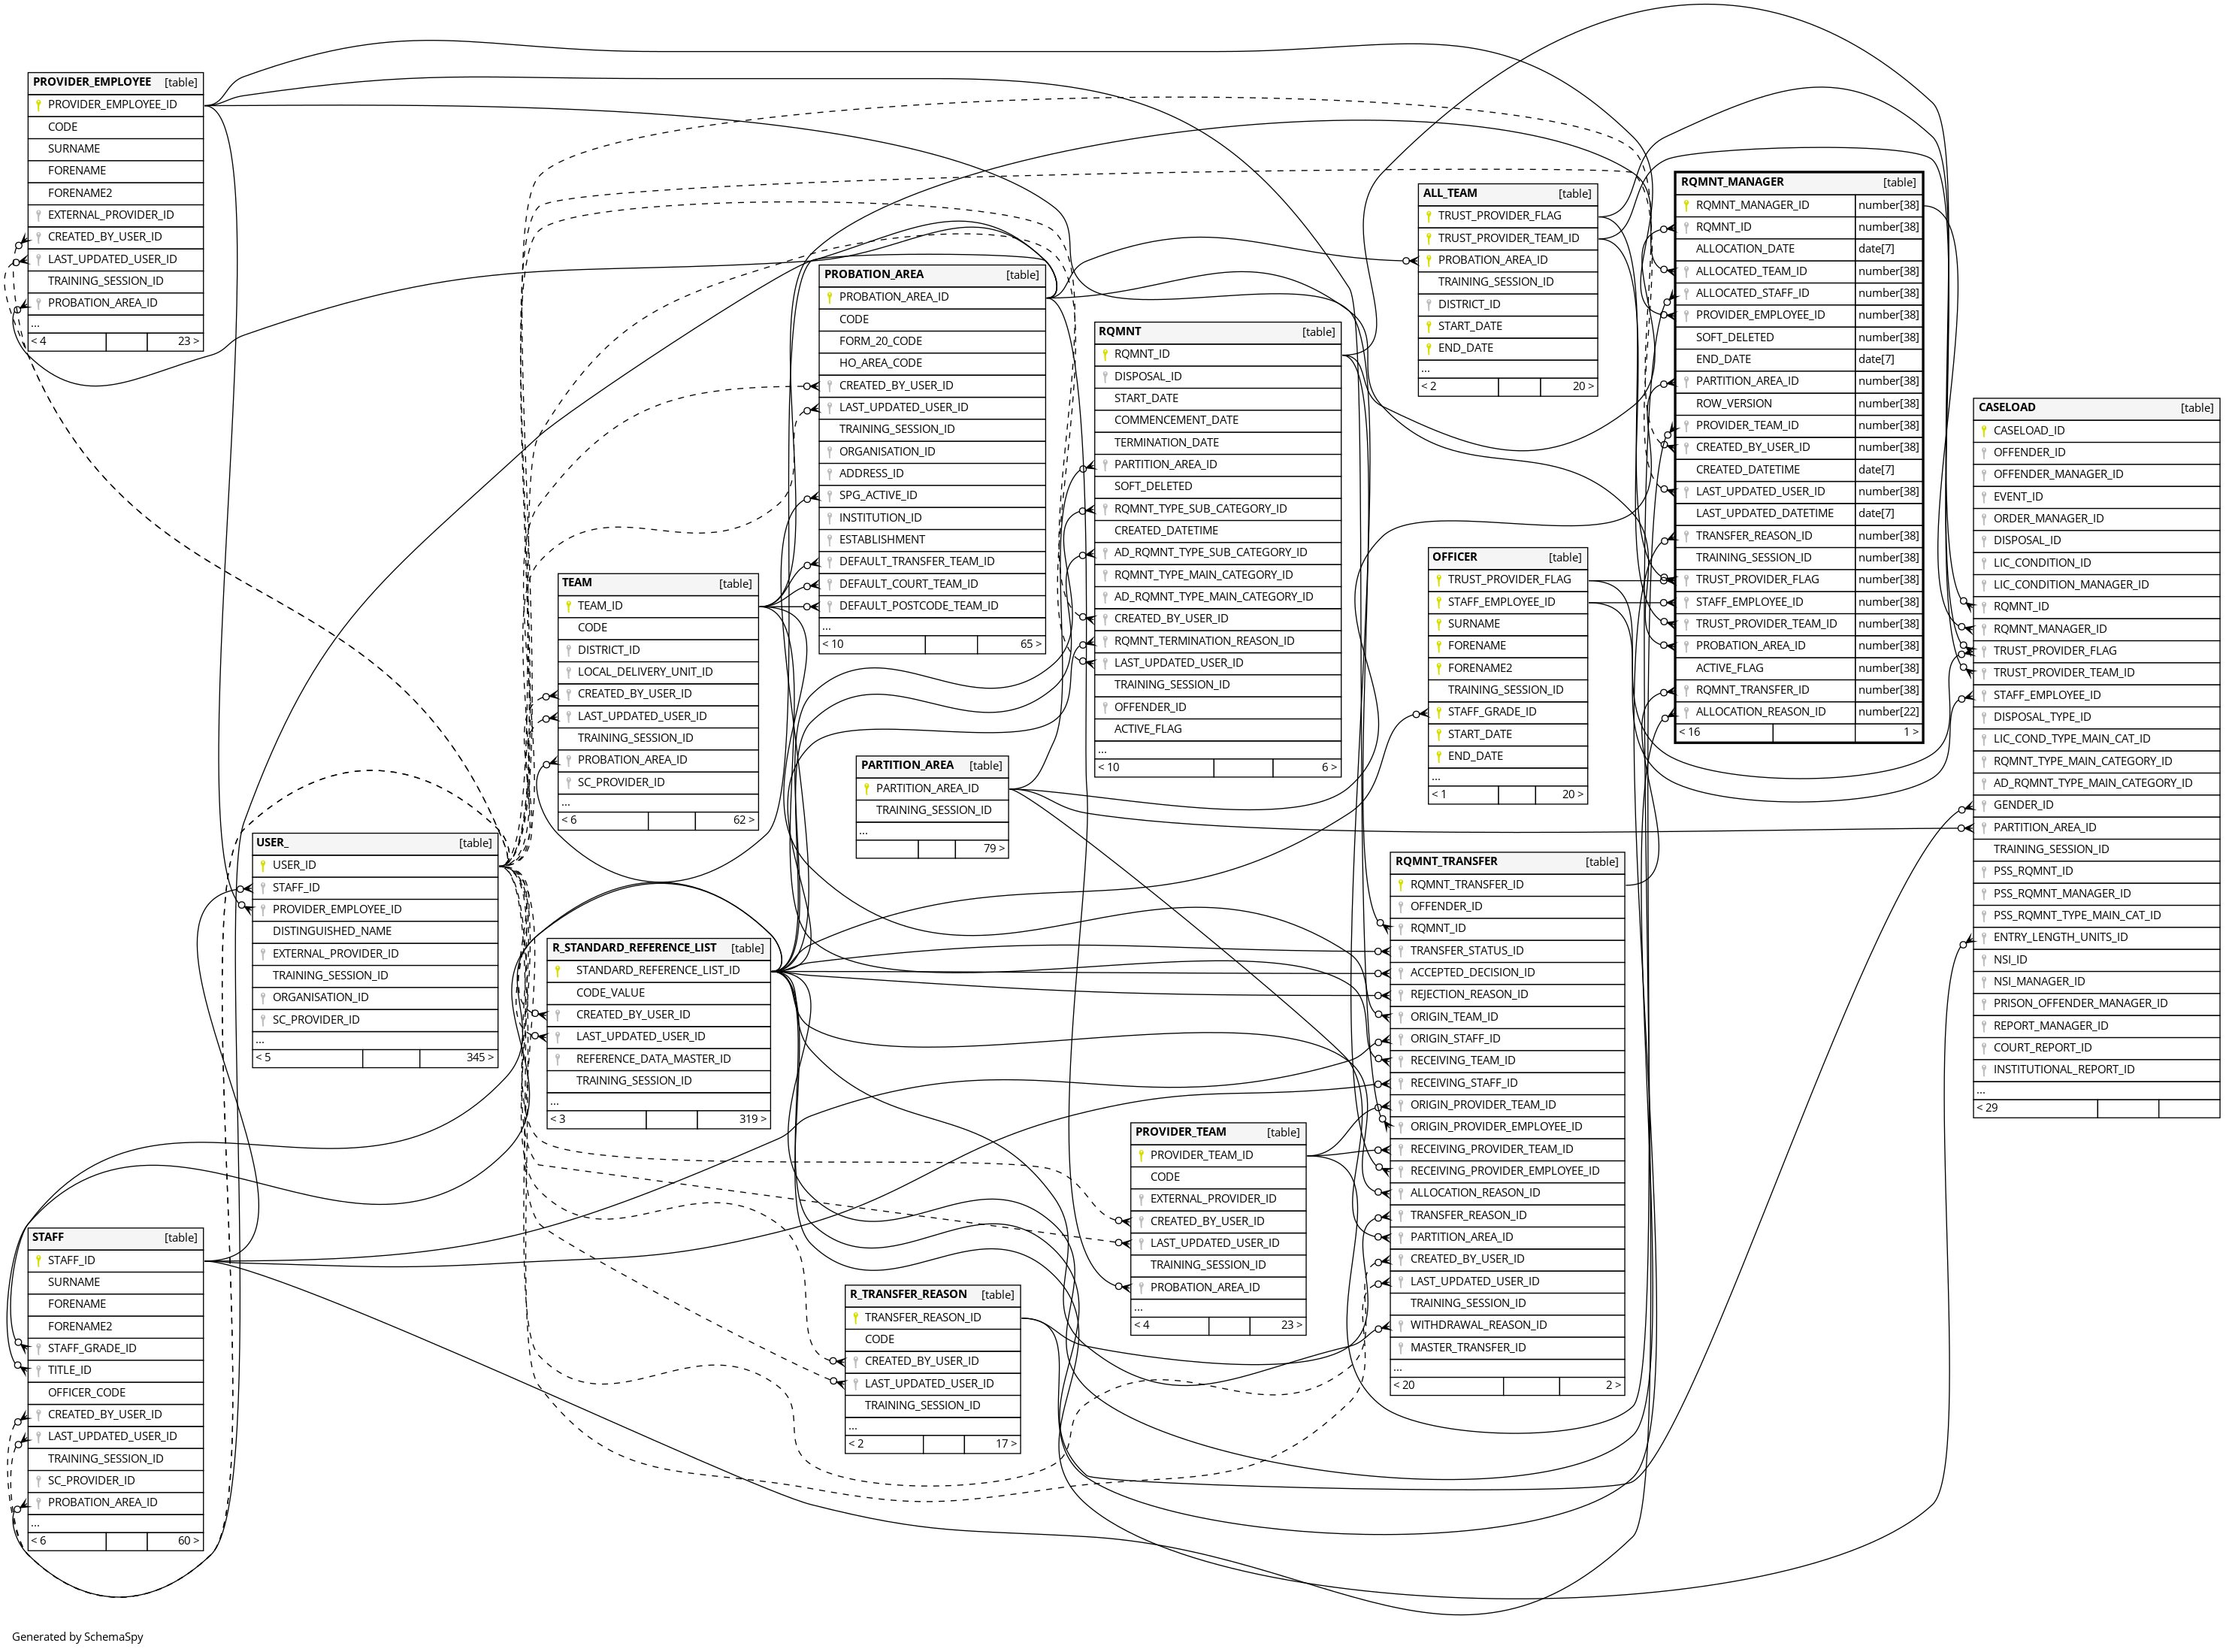 PROVIDER_EMPLOYEE [table]
PROVIDER_EMPLOYEE_ID
CODE
SURNAME
FORENAME
FORENAME2
EXTERNAL_PROVIDER_ID
CREATED_BY_USER_ID
LAST_UPDATED_USER_ID
TRAINING_SESSION_ID
PROBATION_AREA_ID
...
< 4 23 >
STAFF [table]
STAFF_ID
SURNAME
FORENAME
FORENAME2
STAFF_GRADE_ID
TITLE_ID
OFFICER_CODE
CREATED_BY_USER_ID
LAST_UPDATED_USER_ID
TRAINING_SESSION_ID
SC_PROVIDER_ID
PROBATION_AREA_ID
...
< 6 60 >
USER_ [table]
USER_ID
STAFF_ID
PROVIDER_EMPLOYEE_ID
DISTINGUISHED_NAME
EXTERNAL_PROVIDER_ID
TRAINING_SESSION_ID
ORGANISATION_ID
SC_PROVIDER_ID
...
< 5 345 >
TEAM [table]
TEAM_ID
CODE
DISTRICT_ID
LOCAL_DELIVERY_UNIT_ID
CREATED_BY_USER_ID
LAST_UPDATED_USER_ID
TRAINING_SESSION_ID
PROBATION_AREA_ID
SC_PROVIDER_ID
...
< 6 62 >
R_STANDARD_REFERENCE_LIST [table]
STANDARD_REFERENCE_LIST_ID
CODE_VALUE
CREATED_BY_USER_ID
LAST_UPDATED_USER_ID
REFERENCE_DATA_MASTER_ID
TRAINING_SESSION_ID
...
< 3 319 >
PROBATION_AREA [table]
PROBATION_AREA_ID
CODE
FORM_20_CODE
HO_AREA_CODE
CREATED_BY_USER_ID
LAST_UPDATED_USER_ID
TRAINING_SESSION_ID
ORGANISATION_ID
ADDRESS_ID
SPG_ACTIVE_ID
INSTITUTION_ID
ESTABLISHMENT
DEFAULT_TRANSFER_TEAM_ID
DEFAULT_COURT_TEAM_ID
DEFAULT_POSTCODE_TEAM_ID
...
< 10 65 >
PARTITION_AREA [table]
PARTITION_AREA_ID
TRAINING_SESSION_ID
...
79 >
R_TRANSFER_REASON [table]
TRANSFER_REASON_ID
CODE
CREATED_BY_USER_ID
LAST_UPDATED_USER_ID
TRAINING_SESSION_ID
...
< 2 17 >
RQMNT [table]
RQMNT_ID
DISPOSAL_ID
START_DATE
COMMENCEMENT_DATE
TERMINATION_DATE
PARTITION_AREA_ID
SOFT_DELETED
RQMNT_TYPE_SUB_CATEGORY_ID
CREATED_DATETIME
AD_RQMNT_TYPE_SUB_CATEGORY_ID
RQMNT_TYPE_MAIN_CATEGORY_ID
AD_RQMNT_TYPE_MAIN_CATEGORY_ID
CREATED_BY_USER_ID
RQMNT_TERMINATION_REASON_ID
LAST_UPDATED_USER_ID
TRAINING_SESSION_ID
OFFENDER_ID
ACTIVE_FLAG
...
< 10 6 >
PROVIDER_TEAM [table]
PROVIDER_TEAM_ID
CODE
EXTERNAL_PROVIDER_ID
CREATED_BY_USER_ID
LAST_UPDATED_USER_ID
TRAINING_SESSION_ID
PROBATION_AREA_ID
...
< 4 23 >
ALL_TEAM [table]
TRUST_PROVIDER_FLAG
TRUST_PROVIDER_TEAM_ID
PROBATION_AREA_ID
TRAINING_SESSION_ID
DISTRICT_ID
START_DATE
END_DATE
...
< 2 20 >
OFFICER [table]
TRUST_PROVIDER_FLAG
STAFF_EMPLOYEE_ID
SURNAME
FORENAME
FORENAME2
TRAINING_SESSION_ID
STAFF_GRADE_ID
START_DATE
END_DATE
...
< 1 20 >
RQMNT_TRANSFER [table]
RQMNT_TRANSFER_ID
OFFENDER_ID
RQMNT_ID
TRANSFER_STATUS_ID
ACCEPTED_DECISION_ID
REJECTION_REASON_ID
ORIGIN_TEAM_ID
ORIGIN_STAFF_ID
RECEIVING_TEAM_ID
RECEIVING_STAFF_ID
ORIGIN_PROVIDER_TEAM_ID
ORIGIN_PROVIDER_EMPLOYEE_ID
RECEIVING_PROVIDER_TEAM_ID
RECEIVING_PROVIDER_EMPLOYEE_ID
ALLOCATION_REASON_ID
TRANSFER_REASON_ID
PARTITION_AREA_ID
CREATED_BY_USER_ID
LAST_UPDATED_USER_ID
TRAINING_SESSION_ID
WITHDRAWAL_REASON_ID
MASTER_TRANSFER_ID
...
< 20 2 >
RQMNT_MANAGER [table]
RQMNT_MANAGER_ID number[38]
RQMNT_ID number[38]
ALLOCATION_DATE date[7]
ALLOCATED_TEAM_ID number[38]
ALLOCATED_STAFF_ID number[38]
PROVIDER_EMPLOYEE_ID number[38]
SOFT_DELETED number[38]
END_DATE date[7]
PARTITION_AREA_ID number[38]
ROW_VERSION number[38]
PROVIDER_TEAM_ID number[38]
CREATED_BY_USER_ID number[38]
CREATED_DATETIME date[7]
LAST_UPDATED_USER_ID number[38]
LAST_UPDATED_DATETIME date[7]
TRANSFER_REASON_ID number[38]
TRAINING_SESSION_ID number[38]
TRUST_PROVIDER_FLAG number[38]
STAFF_EMPLOYEE_ID number[38]
TRUST_PROVIDER_TEAM_ID number[38]
PROBATION_AREA_ID number[38]
ACTIVE_FLAG number[38]
RQMNT_TRANSFER_ID number[38]
ALLOCATION_REASON_ID number[22]
< 16 1 >
CASELOAD [table]
CASELOAD_ID
OFFENDER_ID
OFFENDER_MANAGER_ID
EVENT_ID
ORDER_MANAGER_ID
DISPOSAL_ID
LIC_CONDITION_ID
LIC_CONDITION_MANAGER_ID
RQMNT_ID
RQMNT_MANAGER_ID
TRUST_PROVIDER_FLAG
TRUST_PROVIDER_TEAM_ID
STAFF_EMPLOYEE_ID
DISPOSAL_TYPE_ID
LIC_COND_TYPE_MAIN_CAT_ID
RQMNT_TYPE_MAIN_CATEGORY_ID
AD_RQMNT_TYPE_MAIN_CATEGORY_ID
GENDER_ID
PARTITION_AREA_ID
TRAINING_SESSION_ID
PSS_RQMNT_ID
PSS_RQMNT_MANAGER_ID
PSS_RQMNT_TYPE_MAIN_CAT_ID
ENTRY_LENGTH_UNITS_ID
NSI_ID
NSI_MANAGER_ID
PRISON_OFFENDER_MANAGER_ID
REPORT_MANAGER_ID
COURT_REPORT_ID
INSTITUTIONAL_REPORT_ID
...
< 29
Generated by SchemaSpy